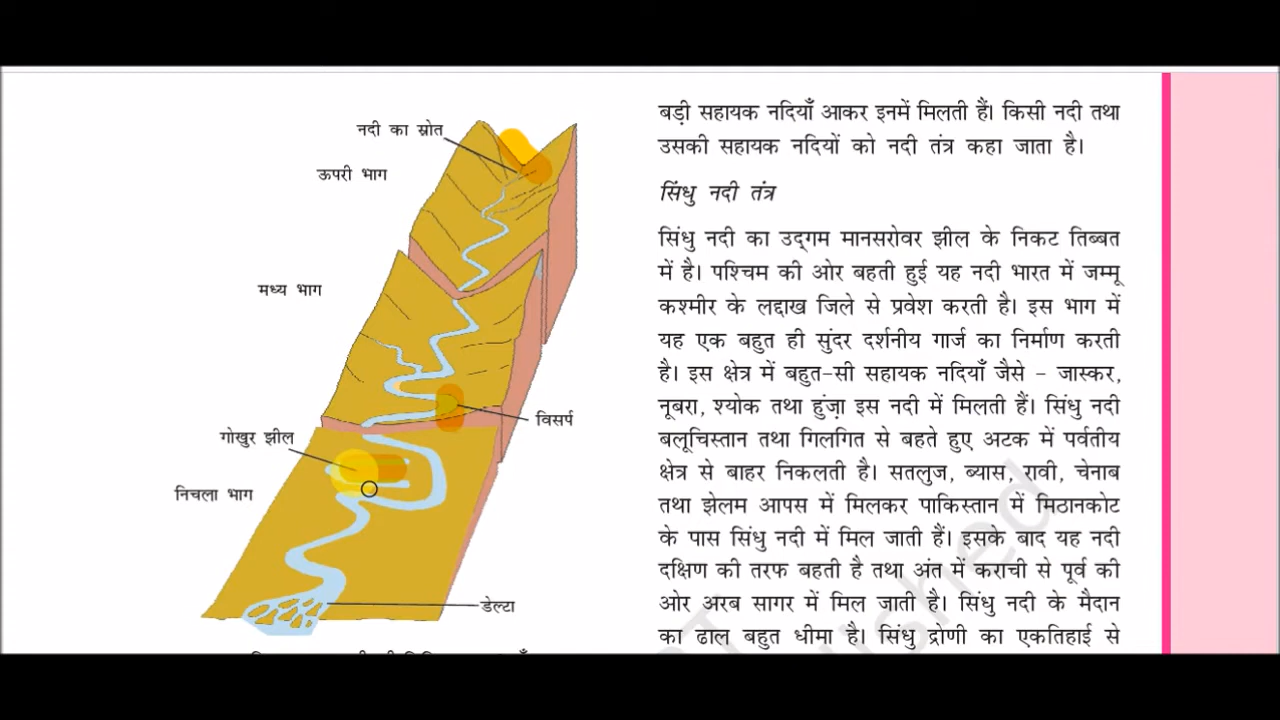 नदी का स्रोत
ऊपरी भाग
मध्य भाग
विसर्प
गोखुर झील
निचला भाग
डेल्टा
बड़ी सहायक नदियाँ आकर इनमें मिलती हैं। किसी नदी तथा
उसकी सहायक नदियों को नदी तंत्र कहा जाता है।
सिंधु नदी तंत्र
सिंधु नदी का उद्गम मानसरोवर झील के निकट तिब्बत
में है। पश्चिम की ओर बहती हुई यह नदी भारत में जम्मू
कश्मीर के लद्दाख जिले से प्रवेश करती है। इस भाग में
यह एक बहुत ही सुंदर दर्शनीय गार्ज का निर्माण करती
है। इस क्षेत्र में बहुत-सी सहायक नदियाँ जैसे - जास्कर,
नूबरा, श्योक तथा हुंज़ा इस नदी में मिलती हैं। सिंधु नदी
बलूचिस्तान तथा गिलगित से बहते हुए अटक में पर्वतीय
क्षेत्र से बाहर निकलती है। सतलुज, ब्यास, रावी, चेनाब
तथा झेलम आपस में मिलकर पाकिस्तान में मिठानकोट
के पास सिंधु नदी में मिल जाती हैं। इसके बाद यह नदी
दक्षिण की तरफ बहती है तथा अंत में कराची से पूर्व की
ओर अरब सागर में मिल जाती है। सिंधु नदी के मैदान
का ढाल बहुत धीमा है। सिंधु द्रोणी का एकतिहाई से